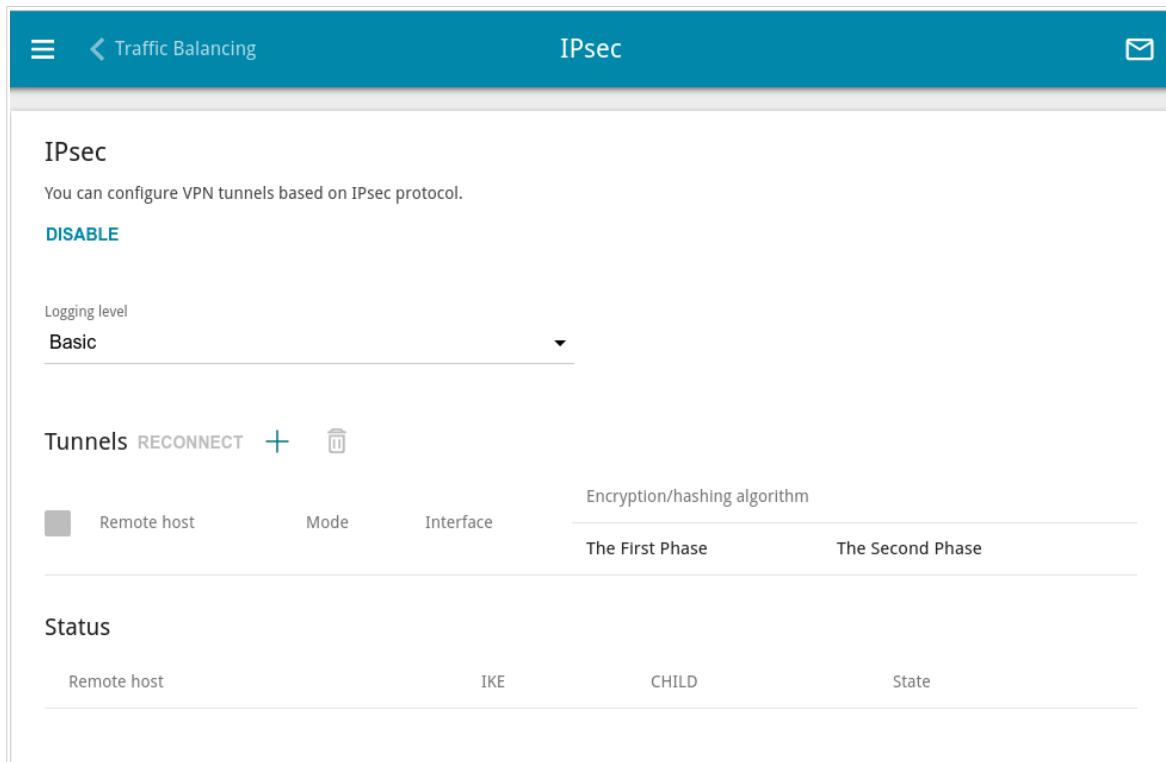 Traffic Balancing IPsec
IPsec
You can configure VPN tunnels based on IPsec protocol.
DISABLE
Logging level
Basic
Tunnels RECONNECT
Encryption/hashing algorithm
Remote host Mode Interface
The First Phase The Second Phase
Status
Remote host IKE CHILD State